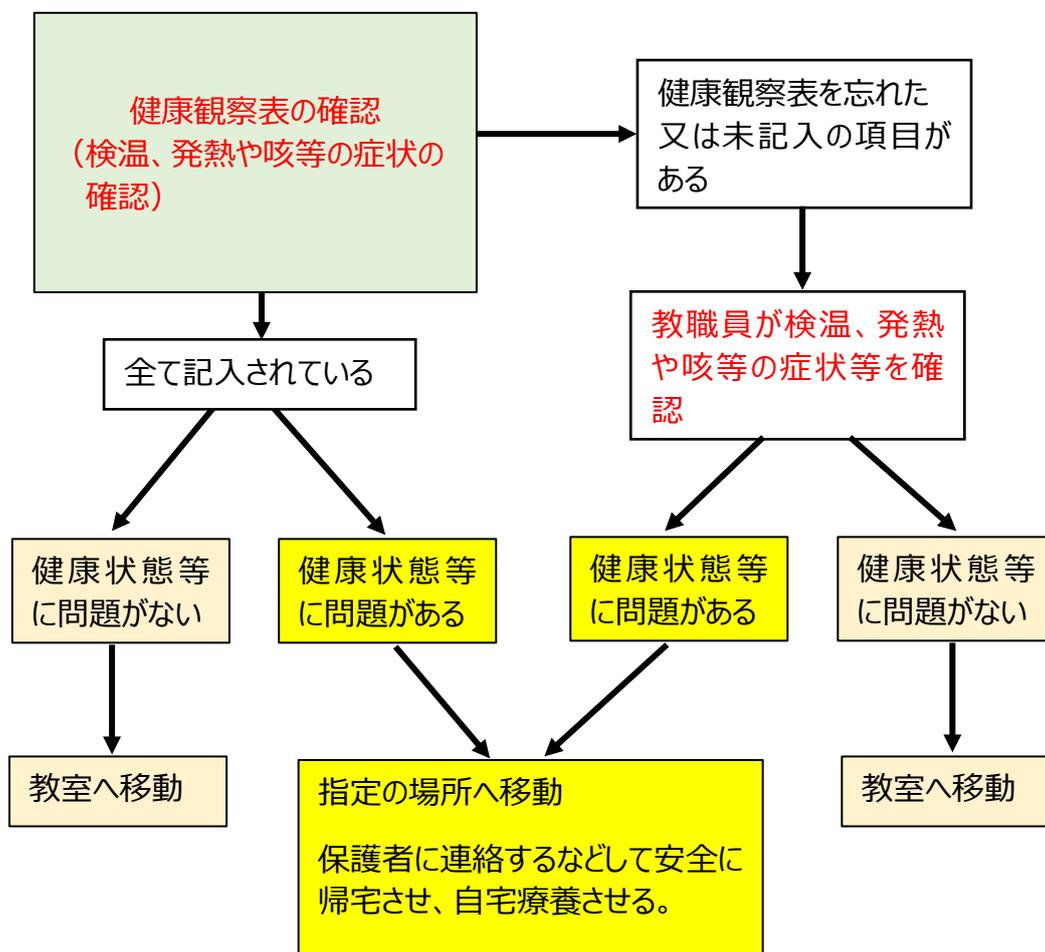 健康観察表の確認
（検温、発熱や咳等の症状の
確認）
健康観察表を忘れた
又は未記入の項目が
ある
全て記入されている
教職員が検温、発熱
や咳等の症状等を確
認
健康状態等
に問題がない
健康状態等
に問題がある
健康状態等
に問題がある
健康状態等
に問題がない
教室へ移動
指定の場所へ移動
保護者に連絡するなどして安全に
帰宅させ、自宅療養させる。
教室へ移動